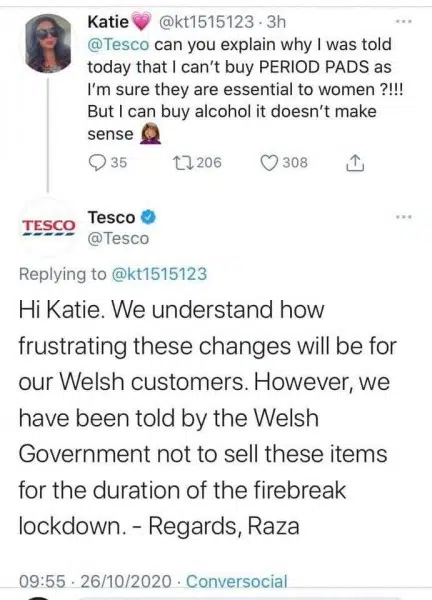 Katie💗 @kt1515123 · 3h
@Tesco can you explain why I was told
today that I can't buy PERIOD PADS as
I'm sure they are essential to women ?!!!
But I can buy alcohol it doesn't make
sense 🤦🏽‍♀️
35 206 308
TESCO
Tesco
@Tesco
Replying to @kt1515123
Hi Katie. We understand how
frustrating these changes will be for
our Welsh customers. However, we
have been told by the Welsh
Government not to sell these items
for the duration of the firebreak
lockdown. - Regards, Raza
09:55 · 26/10/2020 · Conversocial